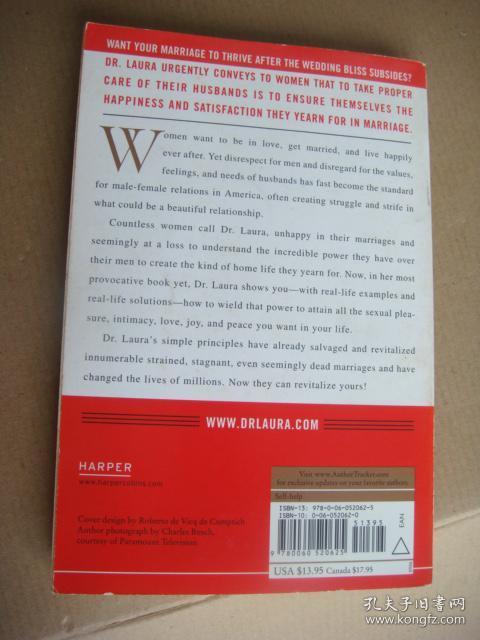 WANT YOUR MARRIAGE TO THRIVE AFTER THE WEDDING BLISS SUBSIDES?
DR. LAURA URGENTLY CONVEYS TO WOMEN THAT TO TAKE PROPER
CARE OF THEIR HUSBANDS IS TO ENSURE THEMSELVES THE
HAPPINESS AND SATISFACTION THEY YEARN FOR IN MARRIAGE.
Women want to be in love, get married, and live happily
ever after. Yet disrespect for men and disregard for the values,
feelings, and needs of husbands has fast become the standard
for male-female relations in America, often creating struggle and strife in
what could be a beautiful relationship.
Countless women call Dr. Laura, unhappy in their marriages and
seemingly at a loss to understand the incredible power they have over
their men to create the kind of home life they yearn for. Now, in her most
provocative book yet, Dr. Laura shows you—with real-life examples and
real-life solutions—how to wield that power to attain all the sexual plea-
sure, intimacy, love, joy, and peace you want in your life.
Dr. Laura's simple principles have already salvaged and revitalized
innumerable strained, stagnant, even seemingly dead marriages and have
changed the lives of millions. Now they can revitalize yours!
WWW.DRLAURA.COM
HARPER
www.harpercollins.com
Cover design by Roberto de Vicq de Cumptich
Author photograph by Charles Bush,
courtesy of Paramount Television
Visit www.AuthorTracker.com
for exclusive updates on your favorite authors.
Self-help
ISBN-13: 978-0-06-052062-5
ISBN-10: 0-06-052062-0
51395
EAN
9 780060 520625
USA $13.95 Canada $17.95
孔夫子旧书网
KONGFZ.COM